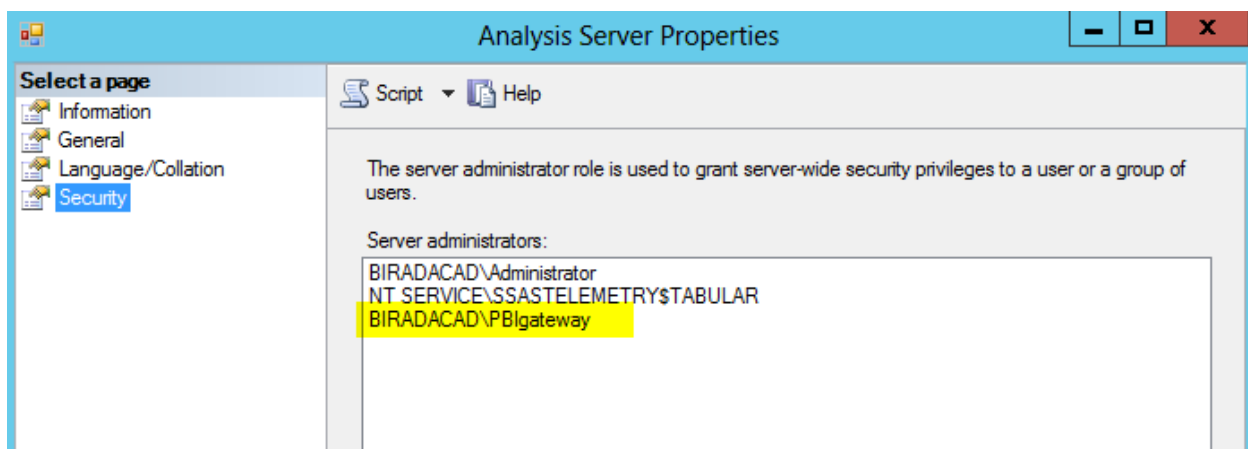 Analysis Server Properties
X
Select a page
Information
General
Language/Collation
Security
Script
Help
The server administrator role is used to grant server-wide security privileges to a user or a group of
users.
Server administrators:
BIRADACAD\Administrator
NT SERVICE\SSASTELEMETRY$TABULAR
BIRADACAD\PBIgateway